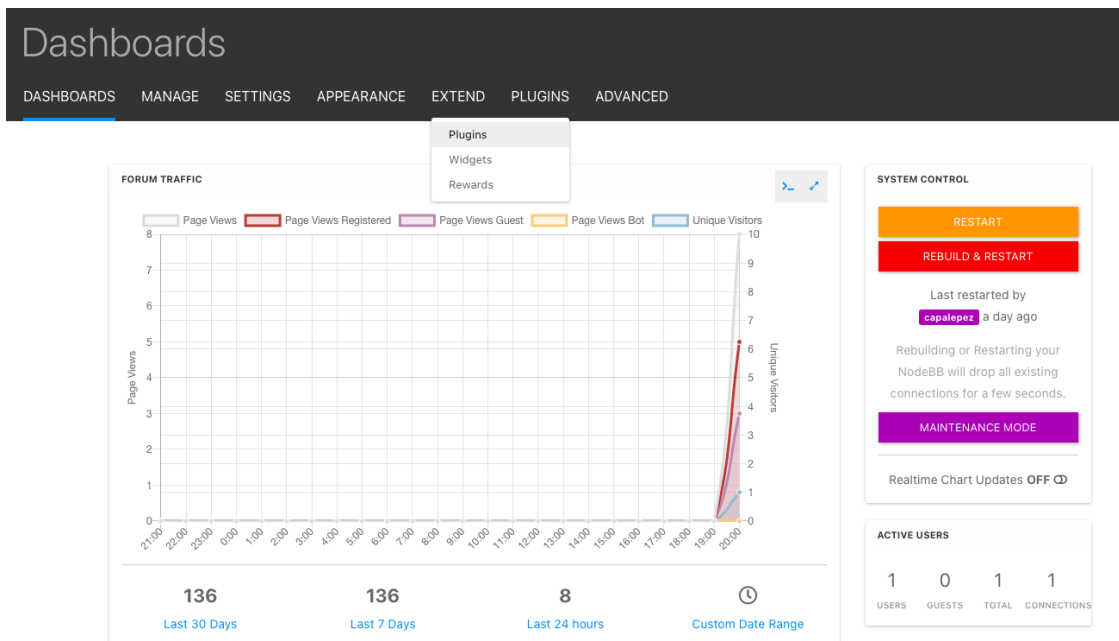 Dashboards
DASHBOARDS MANAGE SETTINGS APPEARANCE EXTEND PLUGINS ADVANCED
Plugins
Widgets
Rewards
FORUM TRAFFIC
>_
Page Views Page Views Registered Page Views Guest Page Views Bot Unique Visitors
8 10
7 9
6 8
5 7
4 6
3 5
2 4
1 3
0 2
1
0
Page Views
Unique Visitors
21:00 22:00 23:00 0:00 1:00 2:00 3:00 4:00 5:00 6:00 7:00 8:00 9:00 10:00 11:00 12:00 13:00 14:00 15:00 16:00 17:00 18:00 19:00 20:00
136 136 8
Last 30 Days Last 7 Days Last 24 hours Custom Date Range
SYSTEM CONTROL
RESTART
REBUILD & RESTART
Last restarted by
capalepez a day ago
Rebuilding or Restarting your
NodeBB will drop all existing
connections for a few seconds.
MAINTENANCE MODE
Realtime Chart Updates OFF
ACTIVE USERS
1 0 1 1
USERS GUESTS TOTAL CONNECTIONS